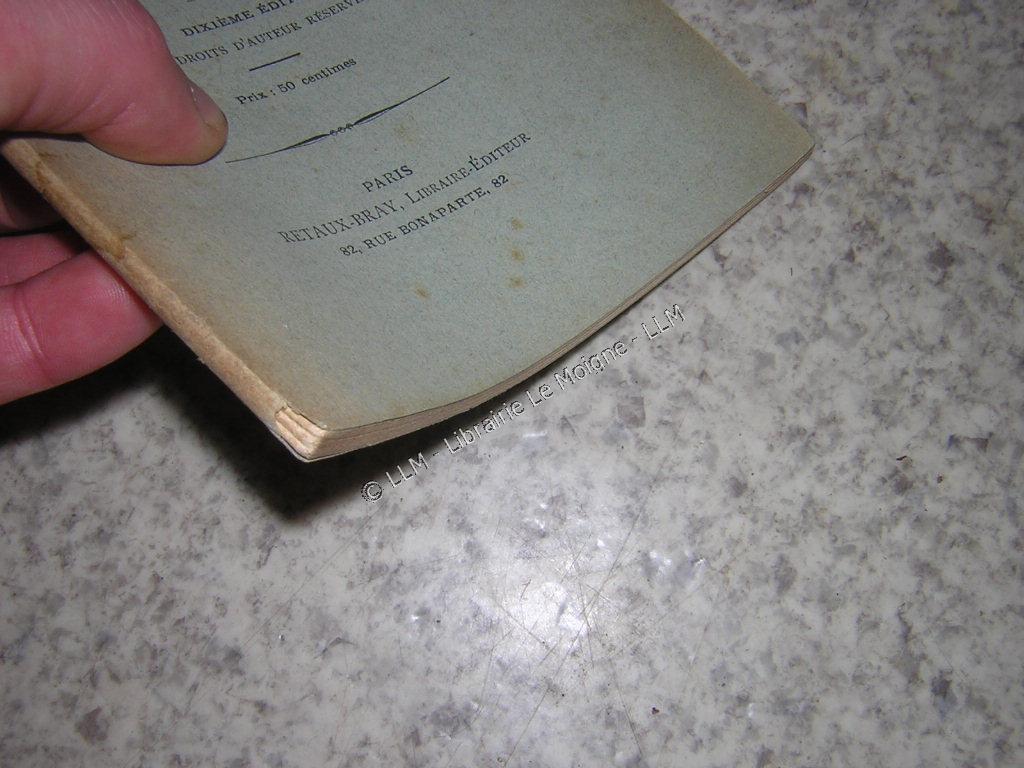 DIXIÈME ÉDIT
DROITS D'AUTEUR RÉSERVÉ
Prix : 50 centimes
PARIS
RETAUX-BRAY, LIBRAIRE-ÉDITEUR
82, RUE BONAPARTE, 82
© LLM - Librairie Le Moigne - LLM